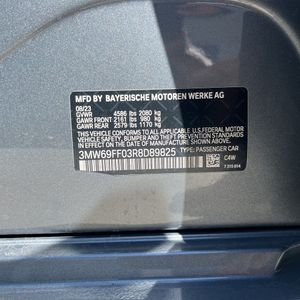 MFD BY BAYERISCHE MOTOREN WERKE AG
08/23
GVWR 4586 LBS 2080 KG
GAWR FRONT 2161 LBS 980 KG
GAWR REAR 2579 LBS 1170 KG
THIS VEHICLE CONFORMS TO ALL APPLICABLE
U.S. FEDERAL MOTOR VEHICLE SAFETY, BUMPER,
AND THEFT PREVENTION STANDARDS IN EFFECT
ON THE DATE OF MANUFACTURE SHOWN ABOVE.
3MW69FF03R8D89825 TYPE: PASSENGER CAR
C4W